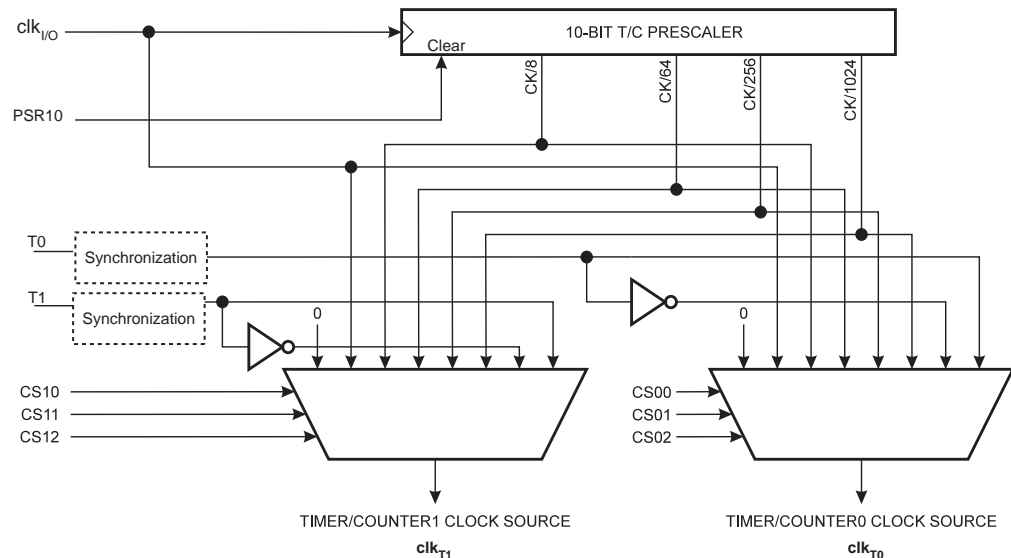 clkI/O
10-BIT T/C PRESCALER
Clear
CK/8
CK/64
CK/256
CK/1024
PSR10
T0
Synchronization
T1
Synchronization
0
0
CS10
CS11
CS12
CS00
CS01
CS02
TIMER/COUNTER1 CLOCK SOURCE
clkT1
TIMER/COUNTER0 CLOCK SOURCE
clkT0